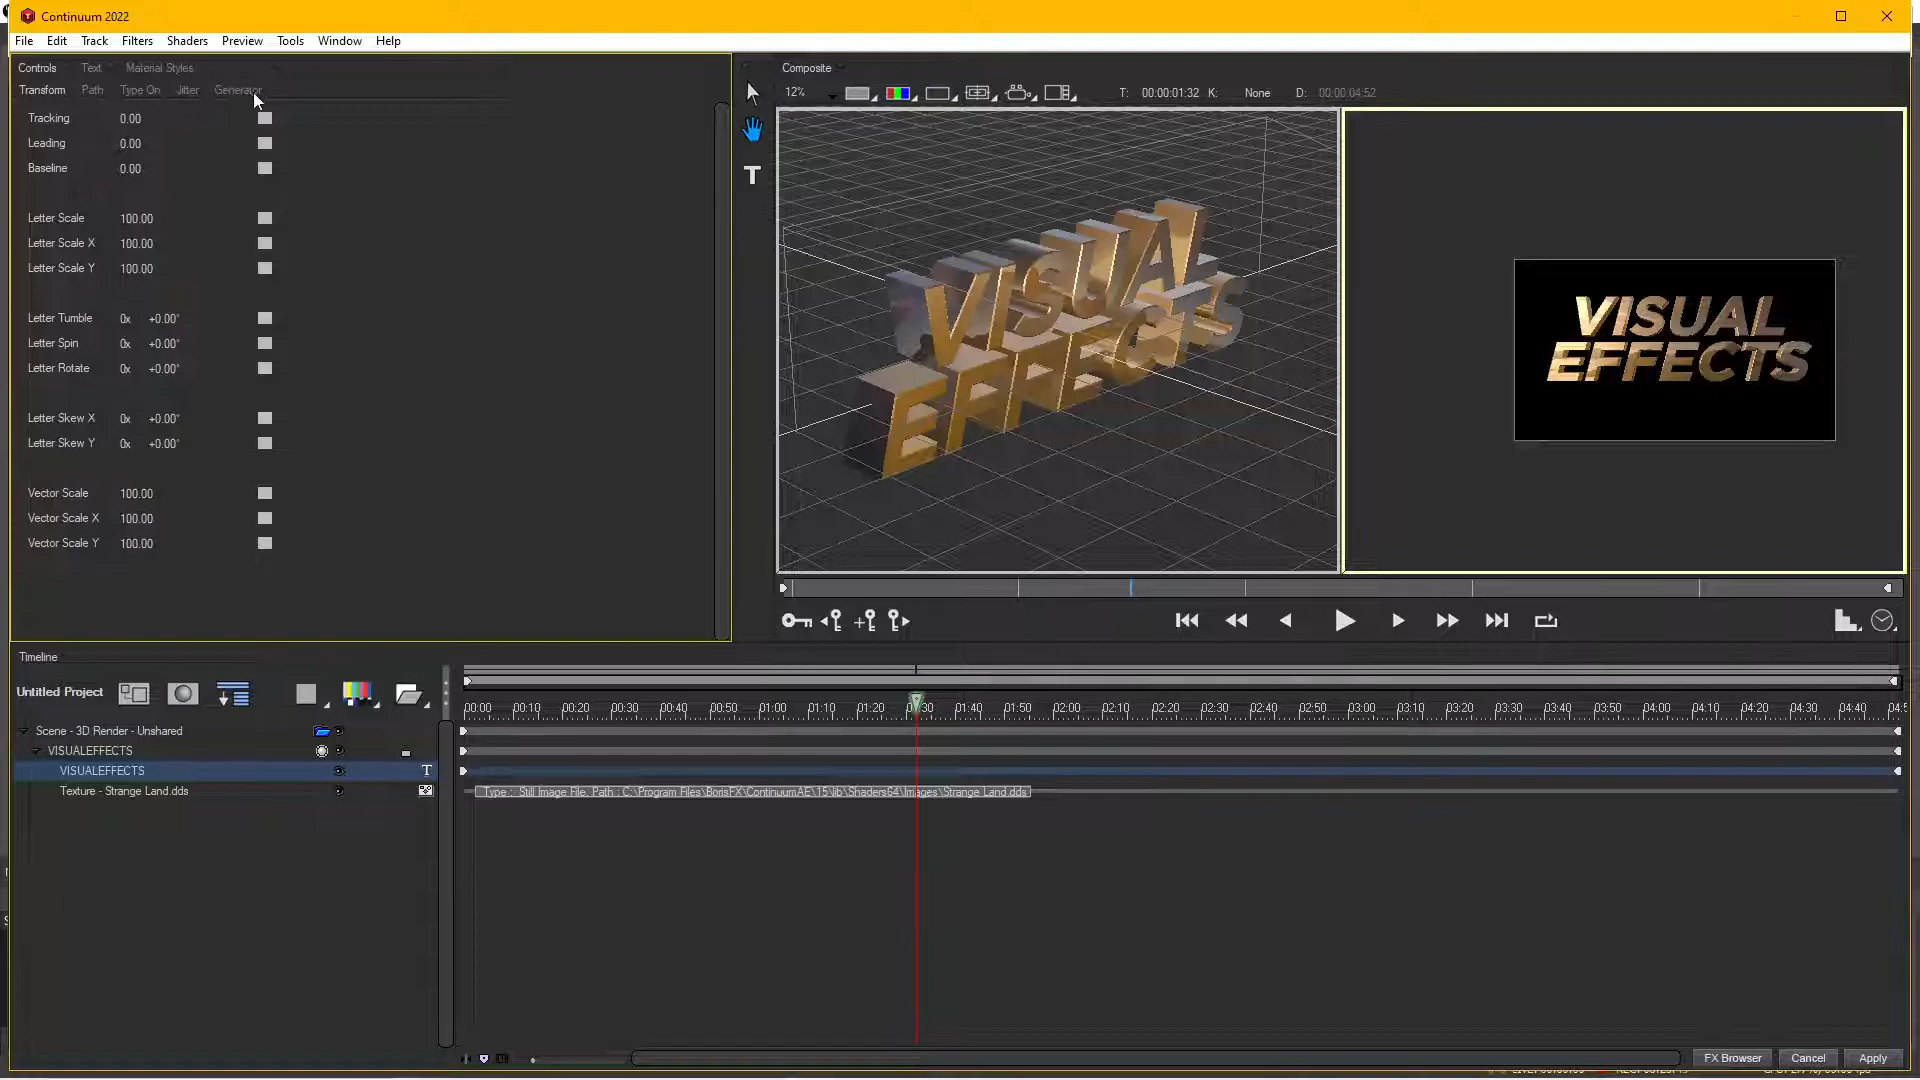 Continuum 2022
File Edit Track Filters Shaders Preview Tools Window Help
Controls Text Material Styles
Transform Path Type On Jitter Generator
Tracking 0.00
Leading 0.00
Baseline 0.00
Letter Scale 100.00
Letter Scale X 100.00
Letter Scale Y 100.00
Letter Tumble 0x +0.00°
Letter Spin 0x +0.00°
Letter Rotate 0x +0.00°
Letter Skew X 0x +0.00°
Letter Skew Y 0x +0.00°
Vector Scale 100.00
Vector Scale X 100.00
Vector Scale Y 100.00
Composite
12% T: 00:00:01:32 K: None D: 00:00:04:52
T
VISUAL
EFFECTS
VISUAL
EFFECTS
Timeline
Untitled Project
00:00 00:10 00:20 00:30 00:40 00:50 01:00 01:10 01:20 01:40 01:50 02:00 02:10 02:20 02:30 02:40 02:50 03:00 03:10 03:20 03:30 03:40 03:50 04:00 04:10 04:20 04:30 04:40
Scene - 3D Render - Unshared
VISUALEFFECTS
VISUALEFFECTS T
Texture - Strange Land.dds
Type : Still Image File, Path : C:\Program Files\BorisFX\ContinuumAE\15\lib\Shaders64\Images\Strange Land.dds
FX Browser Cancel Apply